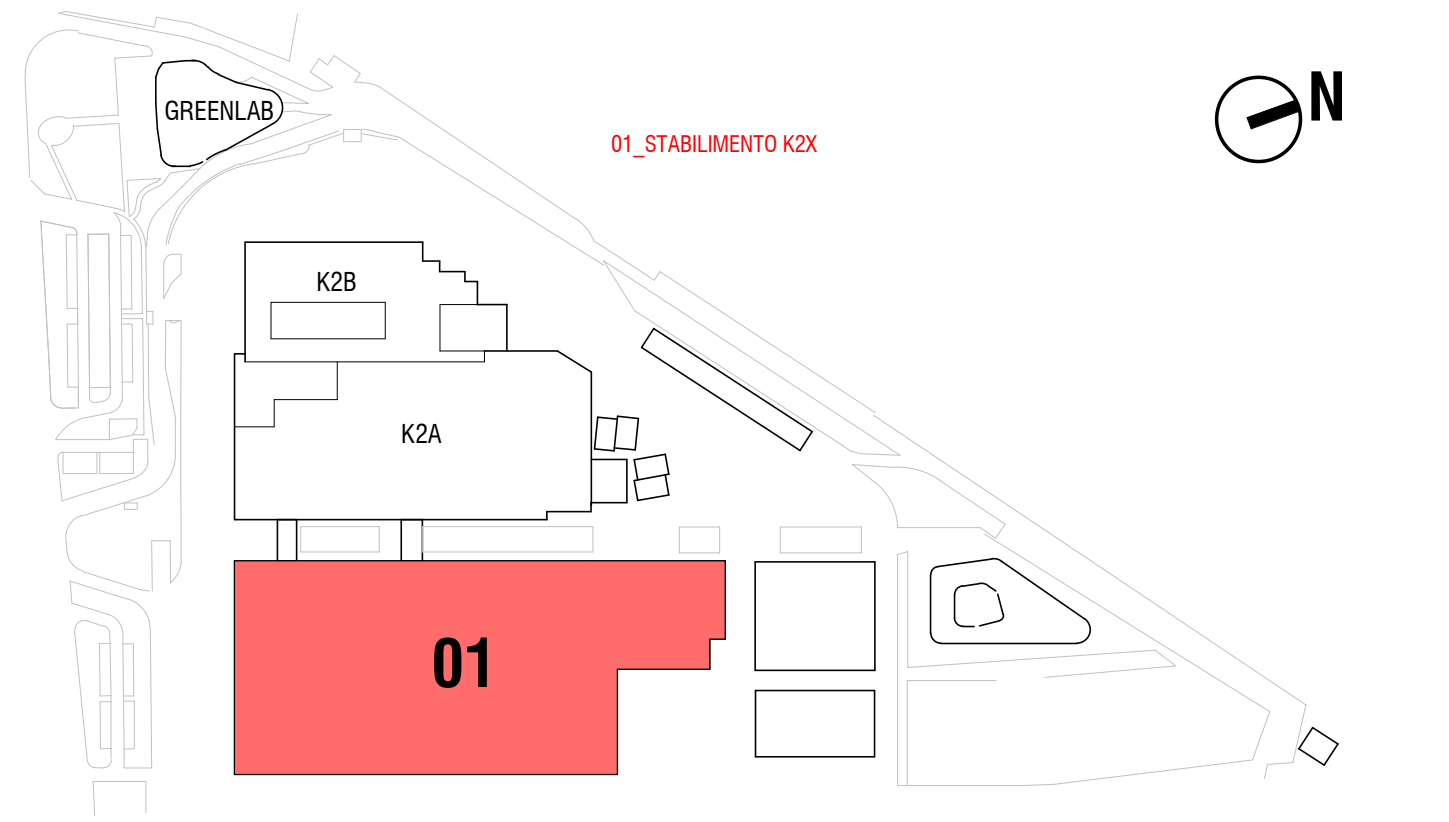 N
GREENLAB
01_STABILIMENTO K2X
K2B
K2A
01